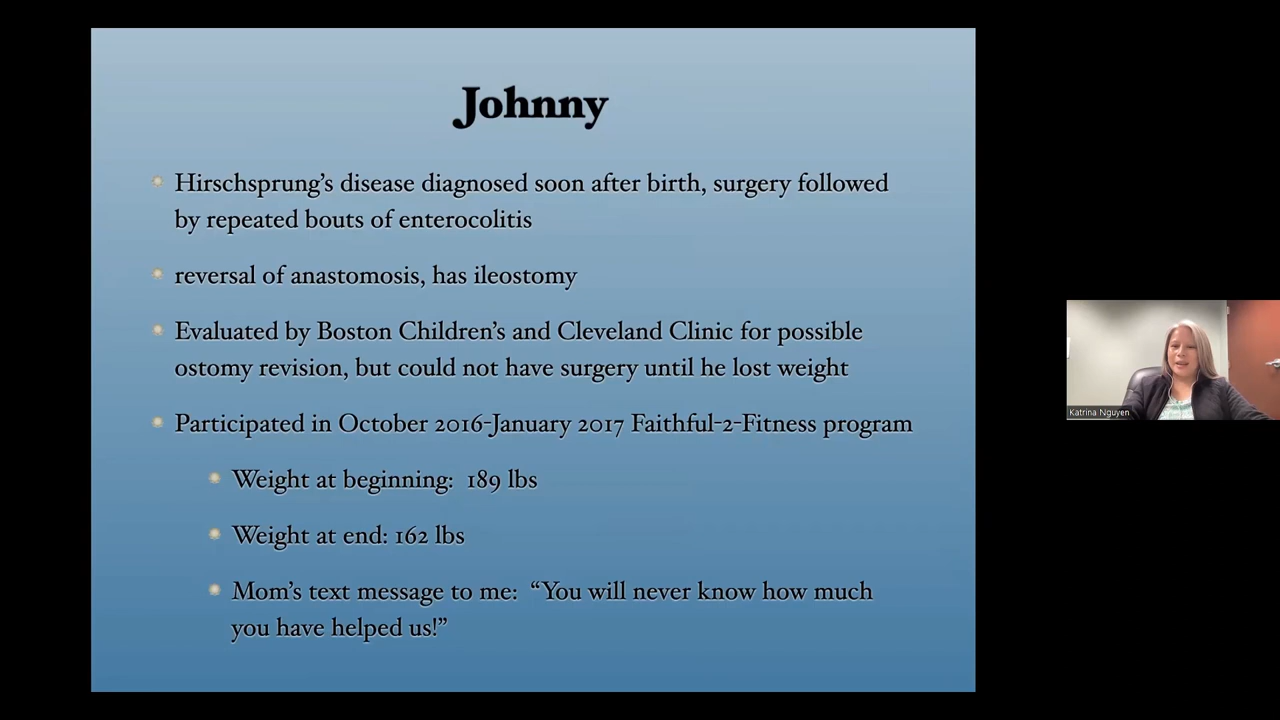 Johnny
Hirschsprung's disease diagnosed soon after birth, surgery followed
by repeated bouts of enterocolitis
reversal of anastomosis, has ileostomy
Evaluated by Boston Children's and Cleveland Clinic for possible
ostomy revision, but could not have surgery until he lost weight
Participated in October 2016-January 2017 Faithful-2-Fitness program
Weight at beginning:  189 lbs
Weight at end: 162 lbs
Mom's text message to me:  “You will never know how much
you have helped us!”
Katrina Nguyen